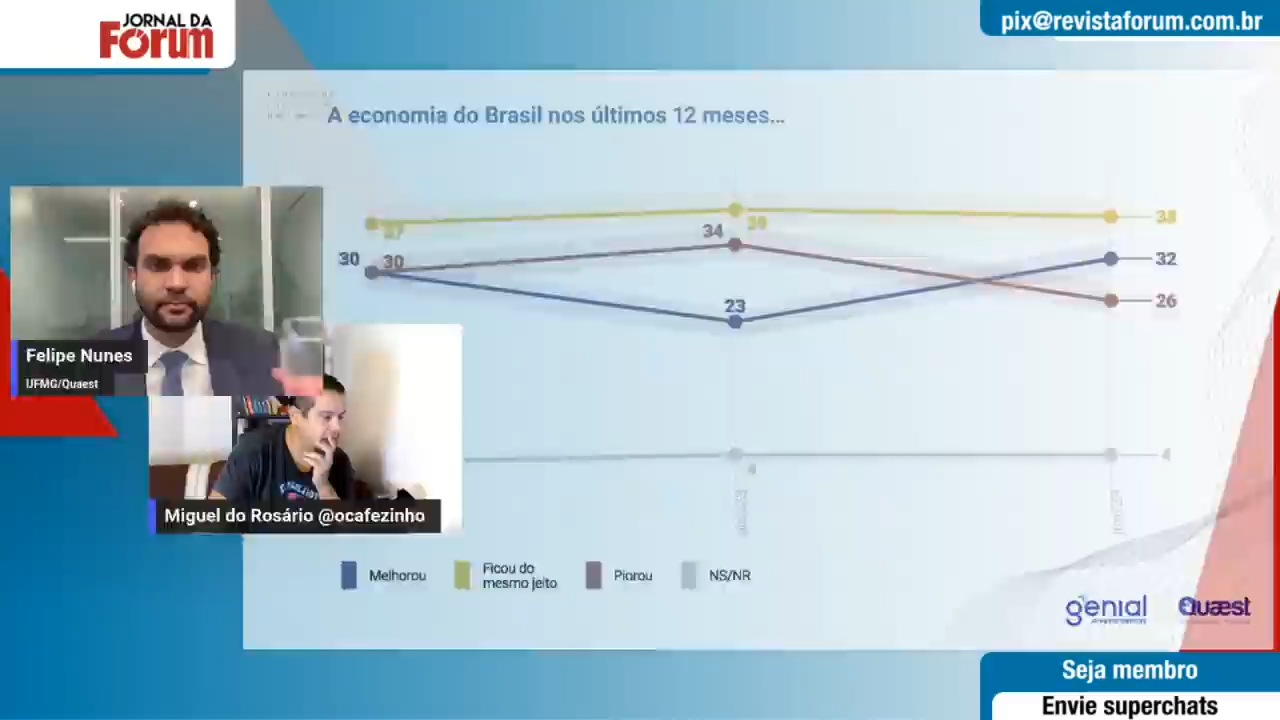 JORNAL DA
Fórum
pix@revistaforum.com.br
A economia do Brasil nos últimos 12 meses...
37
39
38
34
30
30
32
23
26
4
4
Felipe Nunes
UFMG/Quaest
Miguel do Rosário @ocafezinho
Melhorou
Ficou do
mesmo jeito
Piorou
NS/NR
genial
Quæst
Seja membro
Envie superchats